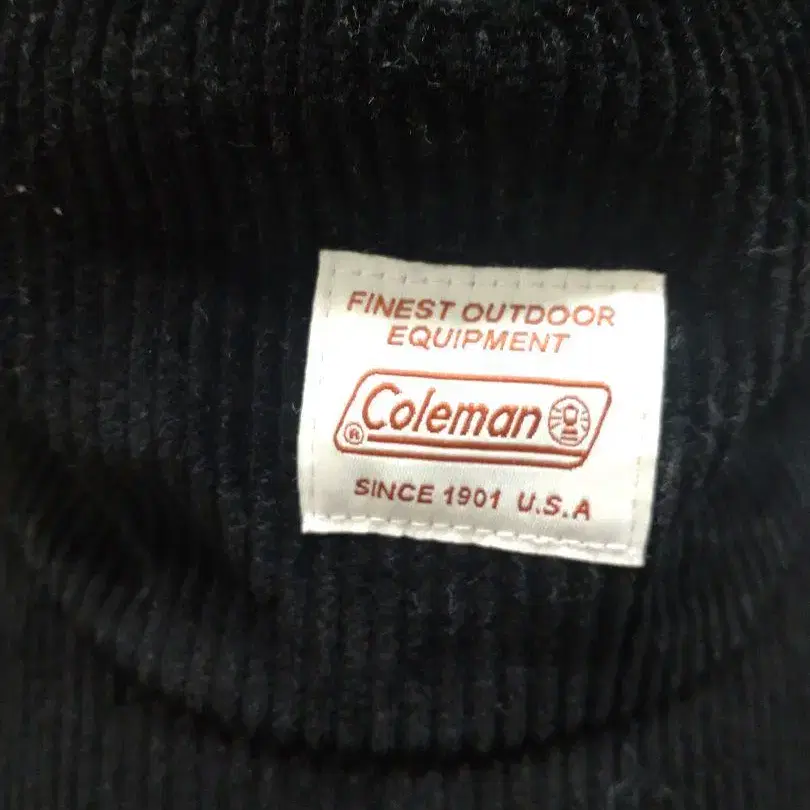 FINEST OUTDOOR
EQUIPMENT
Coleman
®
SINCE 1901 U.S.A